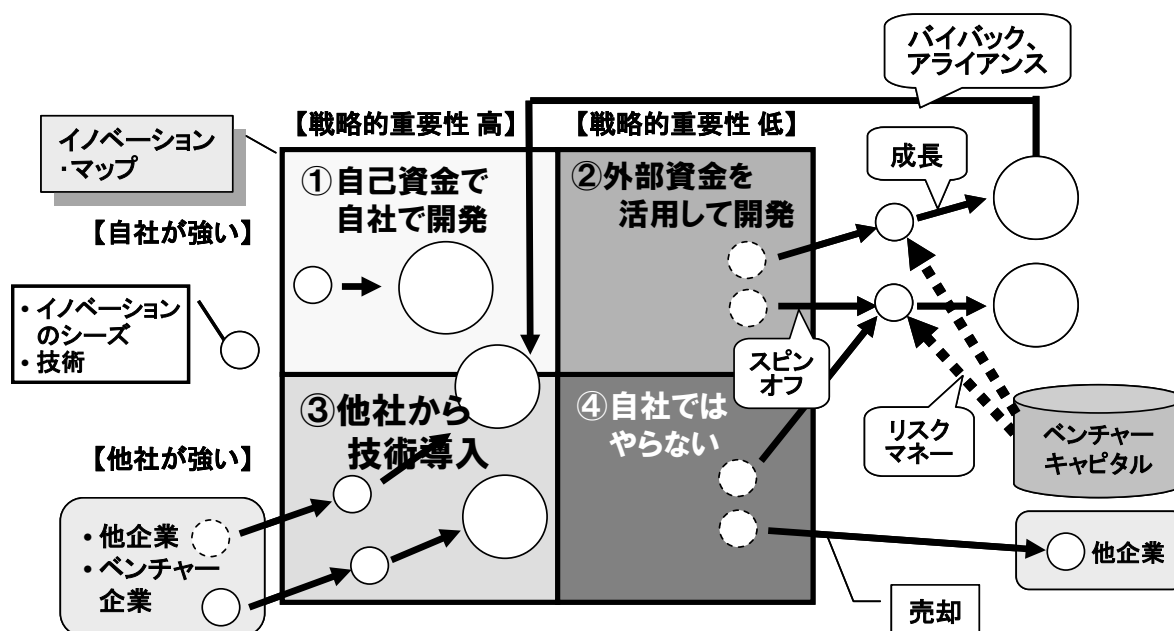 バイバック、
アライアンス
イノベーション
・マップ
【戦略的重要性 高】
【戦略的重要性 低】
成長
①自己資金で
自社で開発
②外部資金を
活用して開発
【自社が強い】
・イノベーション
のシーズ
・技術
スピン
オフ
③他社から
技術導入
④自社では
やらない
リスク
マネー
ベンチャー
キャピタル
【他社が強い】
・他企業
・ベンチャー
企業
他企業
売却